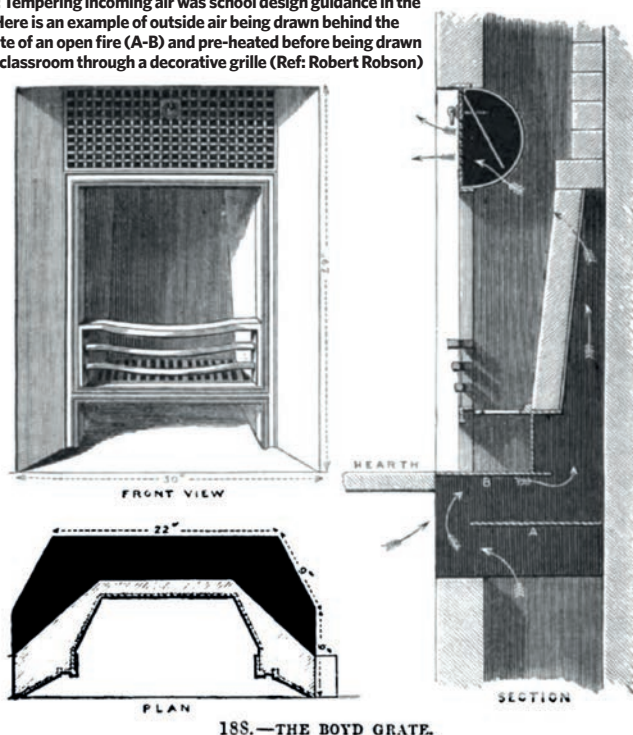 Tempering incoming air was school design guidance in the
Here is an example of outside air being drawn behind the
te of an open fire (A-B) and pre-heated before being drawn
classroom through a decorative grille (Ref: Robert Robson)
30"
FRONT VIEW
22"
9"
PLAN
HEARTH
B
A
SECTION
188.—THE BOYD GRATE.